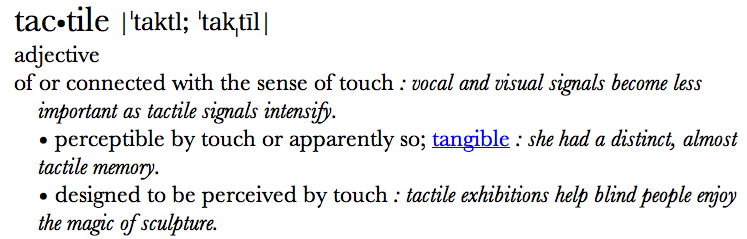 tac•tile |ˈtaktl; ˈtakˌtīl|
adjective
of or connected with the sense of touch : vocal and visual signals become less
important as tactile signals intensify.
• perceptible by touch or apparently so; tangible : she had a distinct, almost
tactile memory.
• designed to be perceived by touch : tactile exhibitions help blind people enjoy
the magic of sculpture.